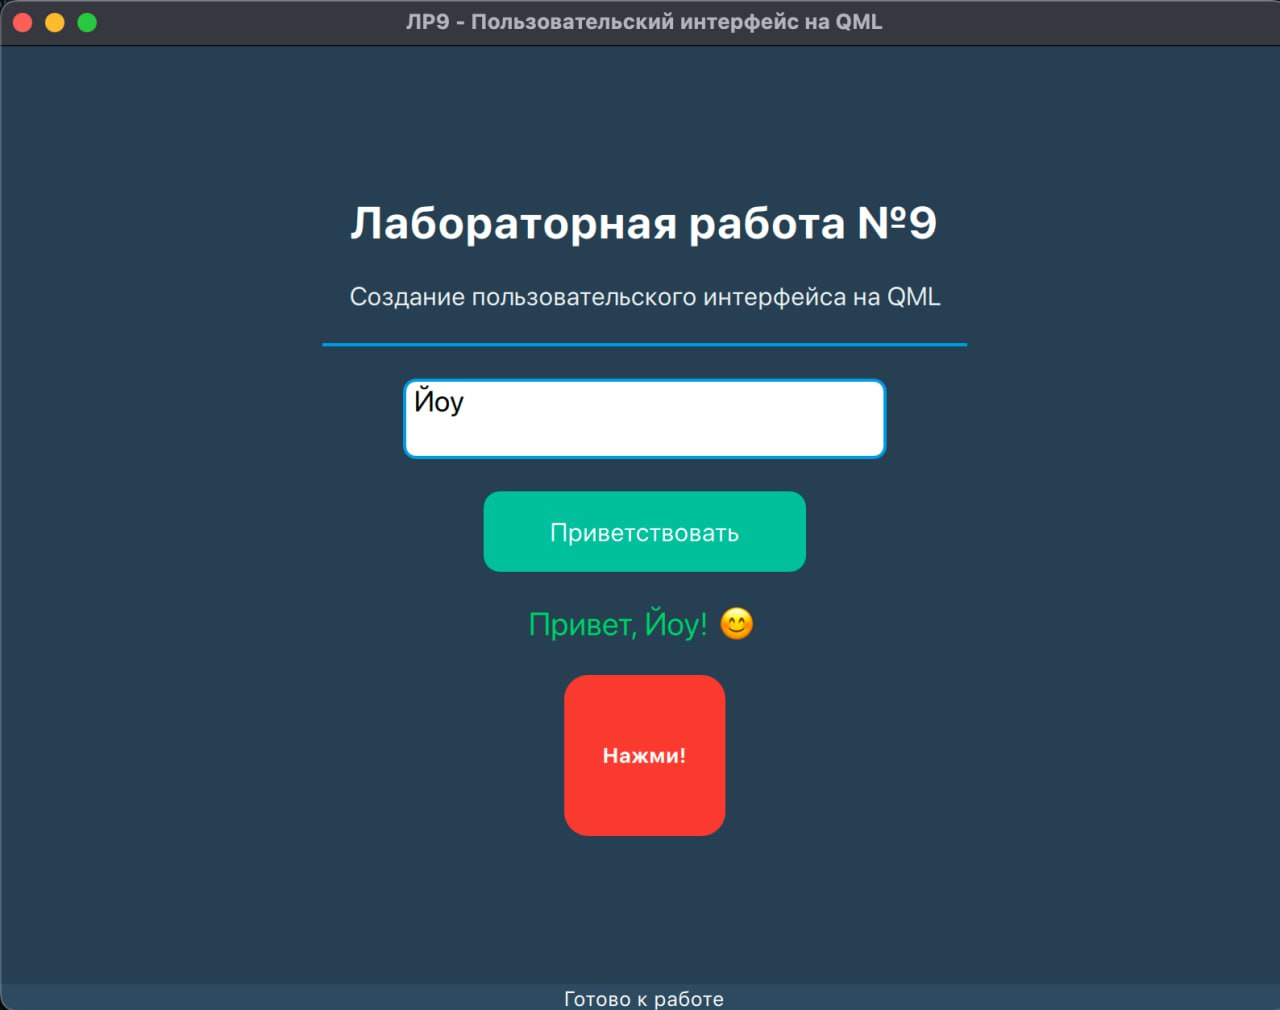 ЛР9 - Пользовательский интерфейс на QML
Лабораторная работа №9
Создание пользовательского интерфейса на QML
Йоу
Приветствовать
Привет, Йоу! 😊
Нажми!
Готово к работе